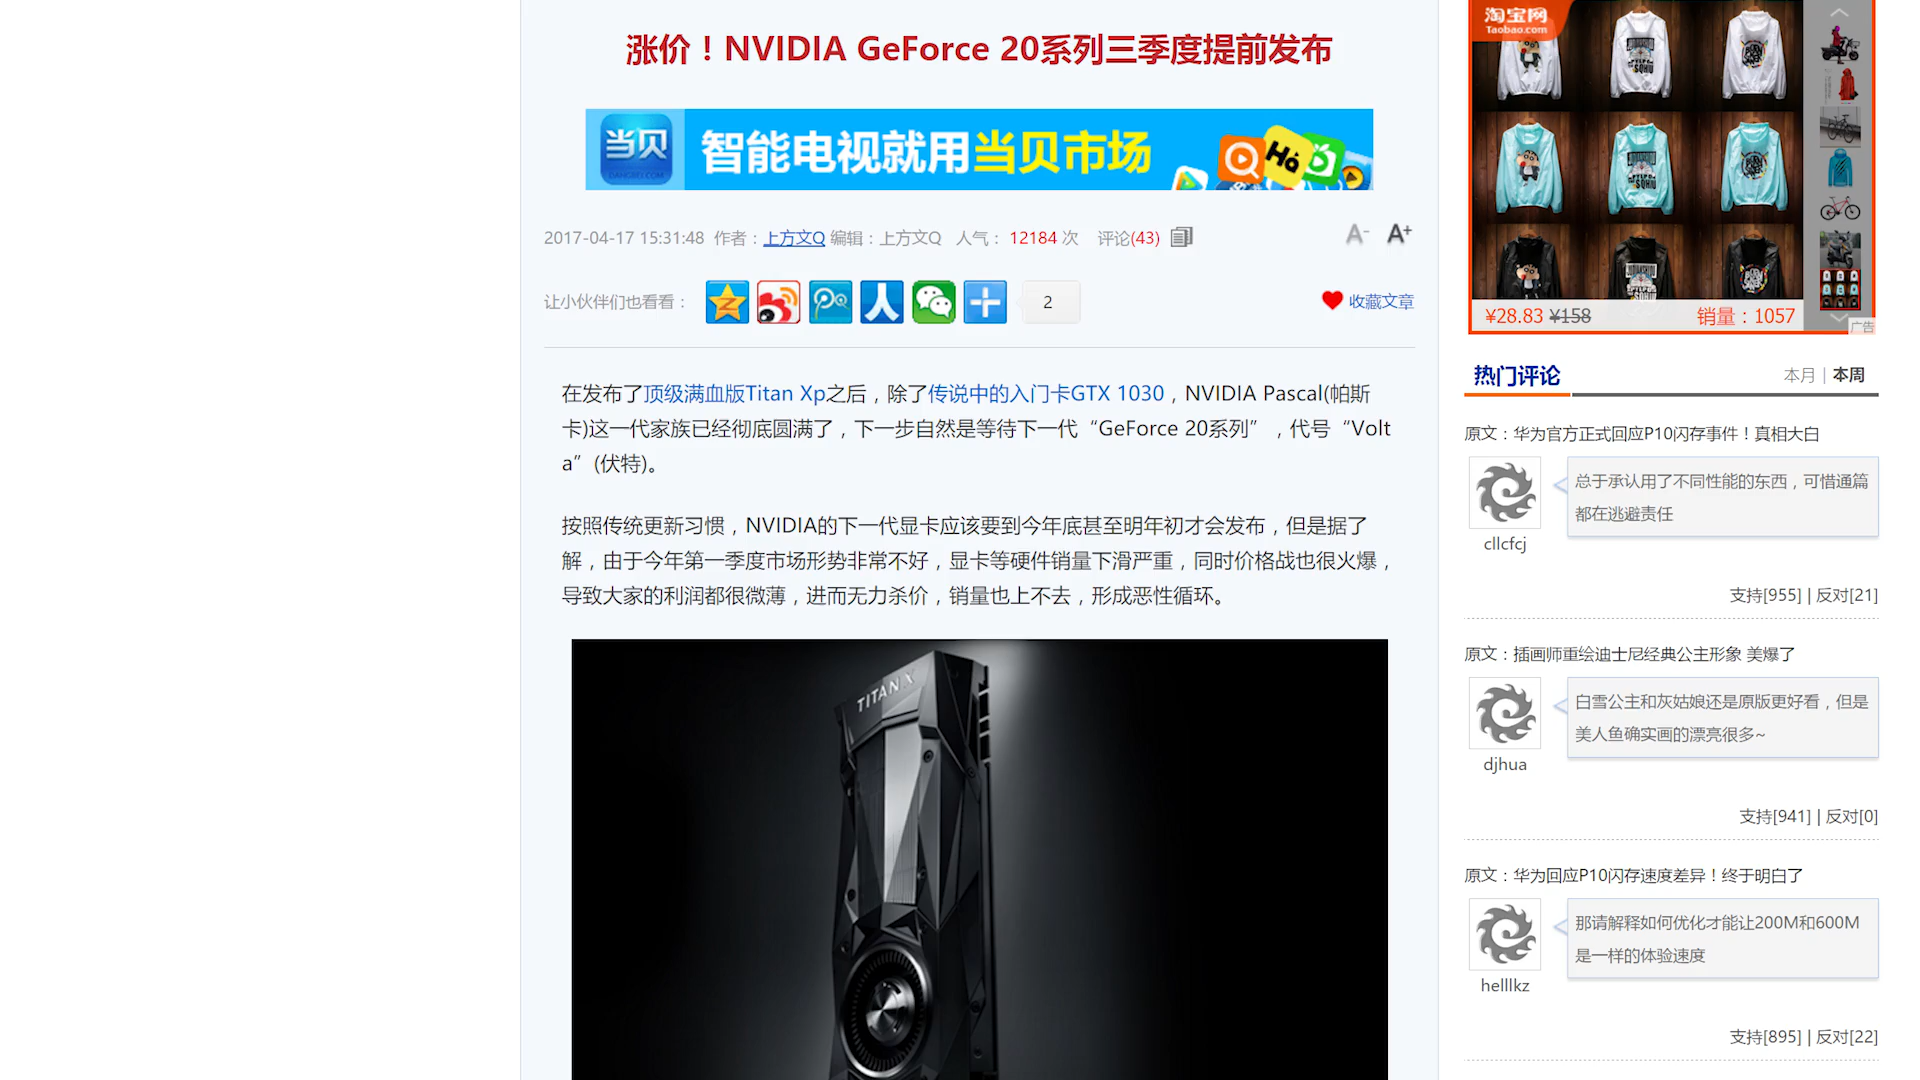 涨价！NVIDIA GeForce 20系列三季度提前发布
当贝
DANGBEI.COM
智能电视就用当贝市场
2017-04-17 15:31:48 作者：上方文Q 编辑：上方文Q 人气： 12184 次 评论(43)
A- A+
让小伙伴们也看看：
2
收藏文章
在发布了顶级满血版Titan Xp之后，除了传说中的入门卡GTX 1030，NVIDIA Pascal(帕斯
卡)这一代家族已经彻底圆满了，下一步自然是等待下一代“GeForce 20系列”，代号“Volt
a”(伏特)。
按照传统更新习惯，NVIDIA的下一代显卡应该要到今年底甚至明年初才会发布，但是据了
解，由于今年第一季度市场形势非常不好，显卡等硬件销量下滑严重，同时价格战也很火爆，
导致大家的利润都很微薄，进而无力杀价，销量也上不去，形成恶性循环。
TITAN X
淘宝网
Taobao.com
¥28.83 ¥158 销量：1057
广告
热门评论
本月 | 本周
原文：华为官方正式回应P10闪存事件！真相大白
总于承认用了不同性能的东西，可惜通篇
都在逃避责任
cllcfcj
支持[955] | 反对[21]
原文：插画师重绘迪士尼经典公主形象 美爆了
白雪公主和灰姑娘还是原版更好看，但是
美人鱼确实画的漂亮很多~
djhua
支持[941] | 反对[0]
原文：华为回应P10闪存速度差异！终于明白了
那请解释如何优化才能让200M和600M
是一样的体验速度
helllkz
支持[895] | 反对[22]